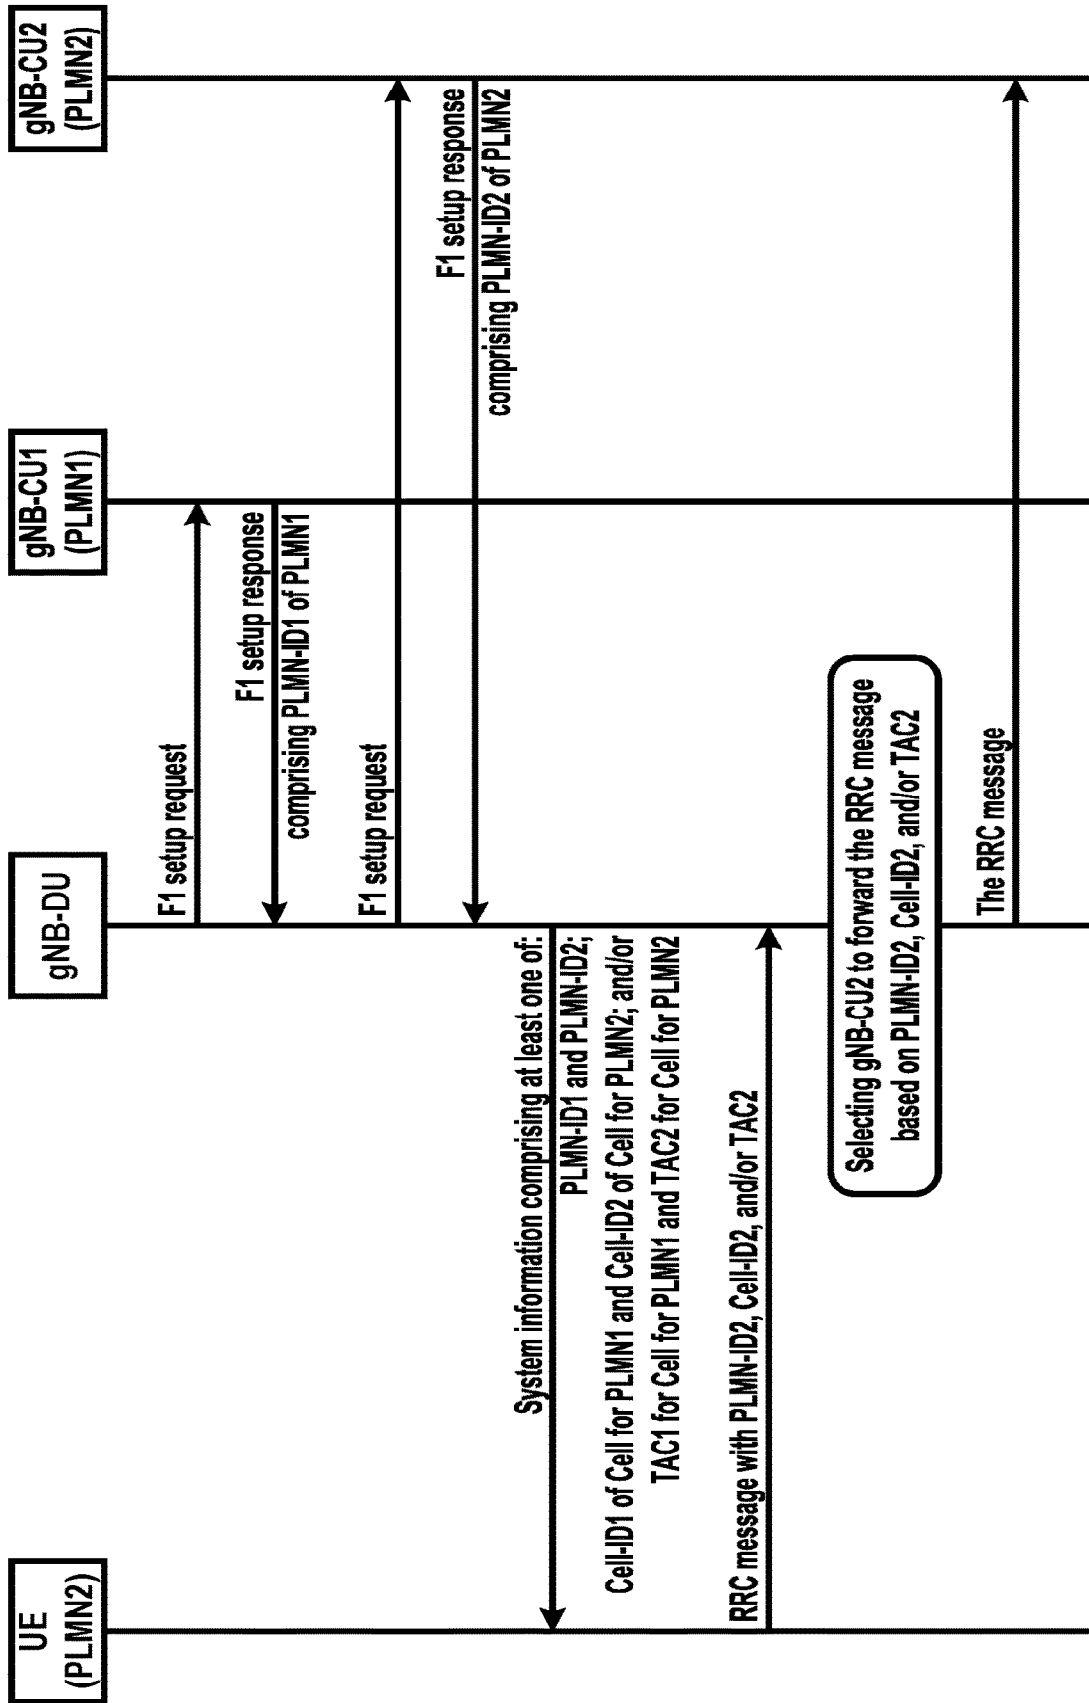 UE
(PLMN2)
gNB-DU
gNB-CU1
(PLMN1)
gNB-CU2
(PLMN2)
F1 setup request
F1 setup response
comprising PLMN-ID1 of PLMN1
F1 setup request
F1 setup response
comprising PLMN-ID2 of PLMN2
System information comprising at least one of:
PLMN-ID1 and PLMN-ID2;
Cell-ID1 of Cell for PLMN1 and Cell-ID2 of Cell for PLMN2; and/or
TAC1 for Cell for PLMN1 and TAC2 for Cell for PLMN2
RRC message with PLMN-ID2, Cell-ID2, and/or TAC2
Selecting gNB-CU2 to forward the RRC message
based on PLMN-ID2, Cell-ID2, and/or TAC2
The RRC message